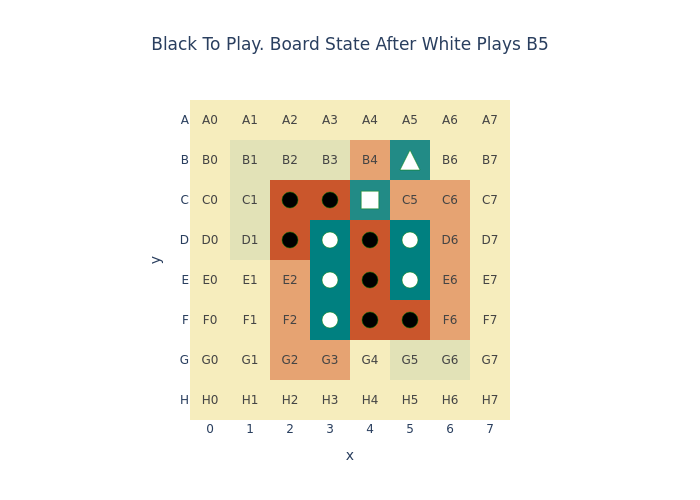 Black To Play. Board State After White Plays B5
A A0 A1 A2 A3 A4 A5 A6 A7
B B0 B1 B2 B3 B4 B6 B7
C C0 C1 C5 C6 C7
D D0 D1 D6 D7
y
E E0 E1 E2 E6 E7
F F0 F1 F2 F6 F7
G G0 G1 G2 G3 G4 G5 G6 G7
H H0 H1 H2 H3 H4 H5 H6 H7
0 1 2 3 4 5 6 7
x